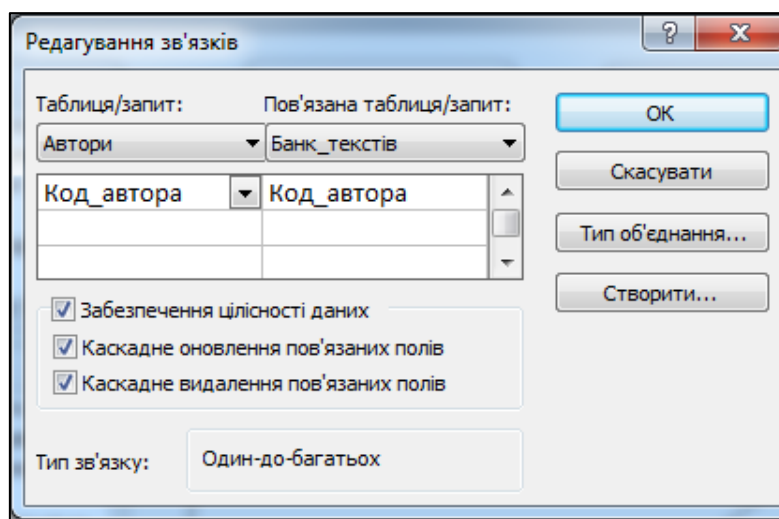 Редагування зв'язків
?
Таблиця/запит: Пов'язана таблиця/запит:
Автори Банк_текстів
Код_автора Код_автора
Забезпечення цілісності даних
Каскадне оновлення пов'язаних полів
Каскадне видалення пов'язаних полів
Тип зв'язку: Один-до-багатьох
ОК
Скасувати
Тип об'єднання...
Створити...